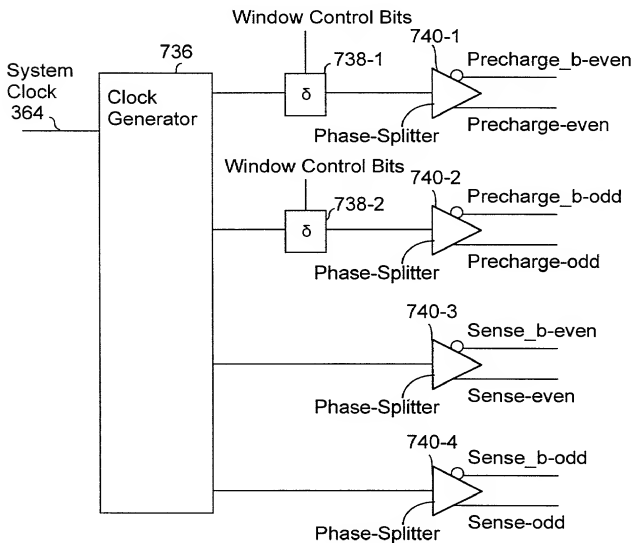 Window Control Bits
736
740-1
Precharge_b-even
System
Clock
364
738-1
Clock
Generator
δ
Phase-Splitter
Precharge-even
Window Control Bits
740-2
738-2
Precharge_b-odd
δ
Phase-Splitter
Precharge-odd
740-3
Sense_b-even
Phase-Splitter
Sense-even
740-4
Sense_b-odd
Phase-Splitter
Sense-odd